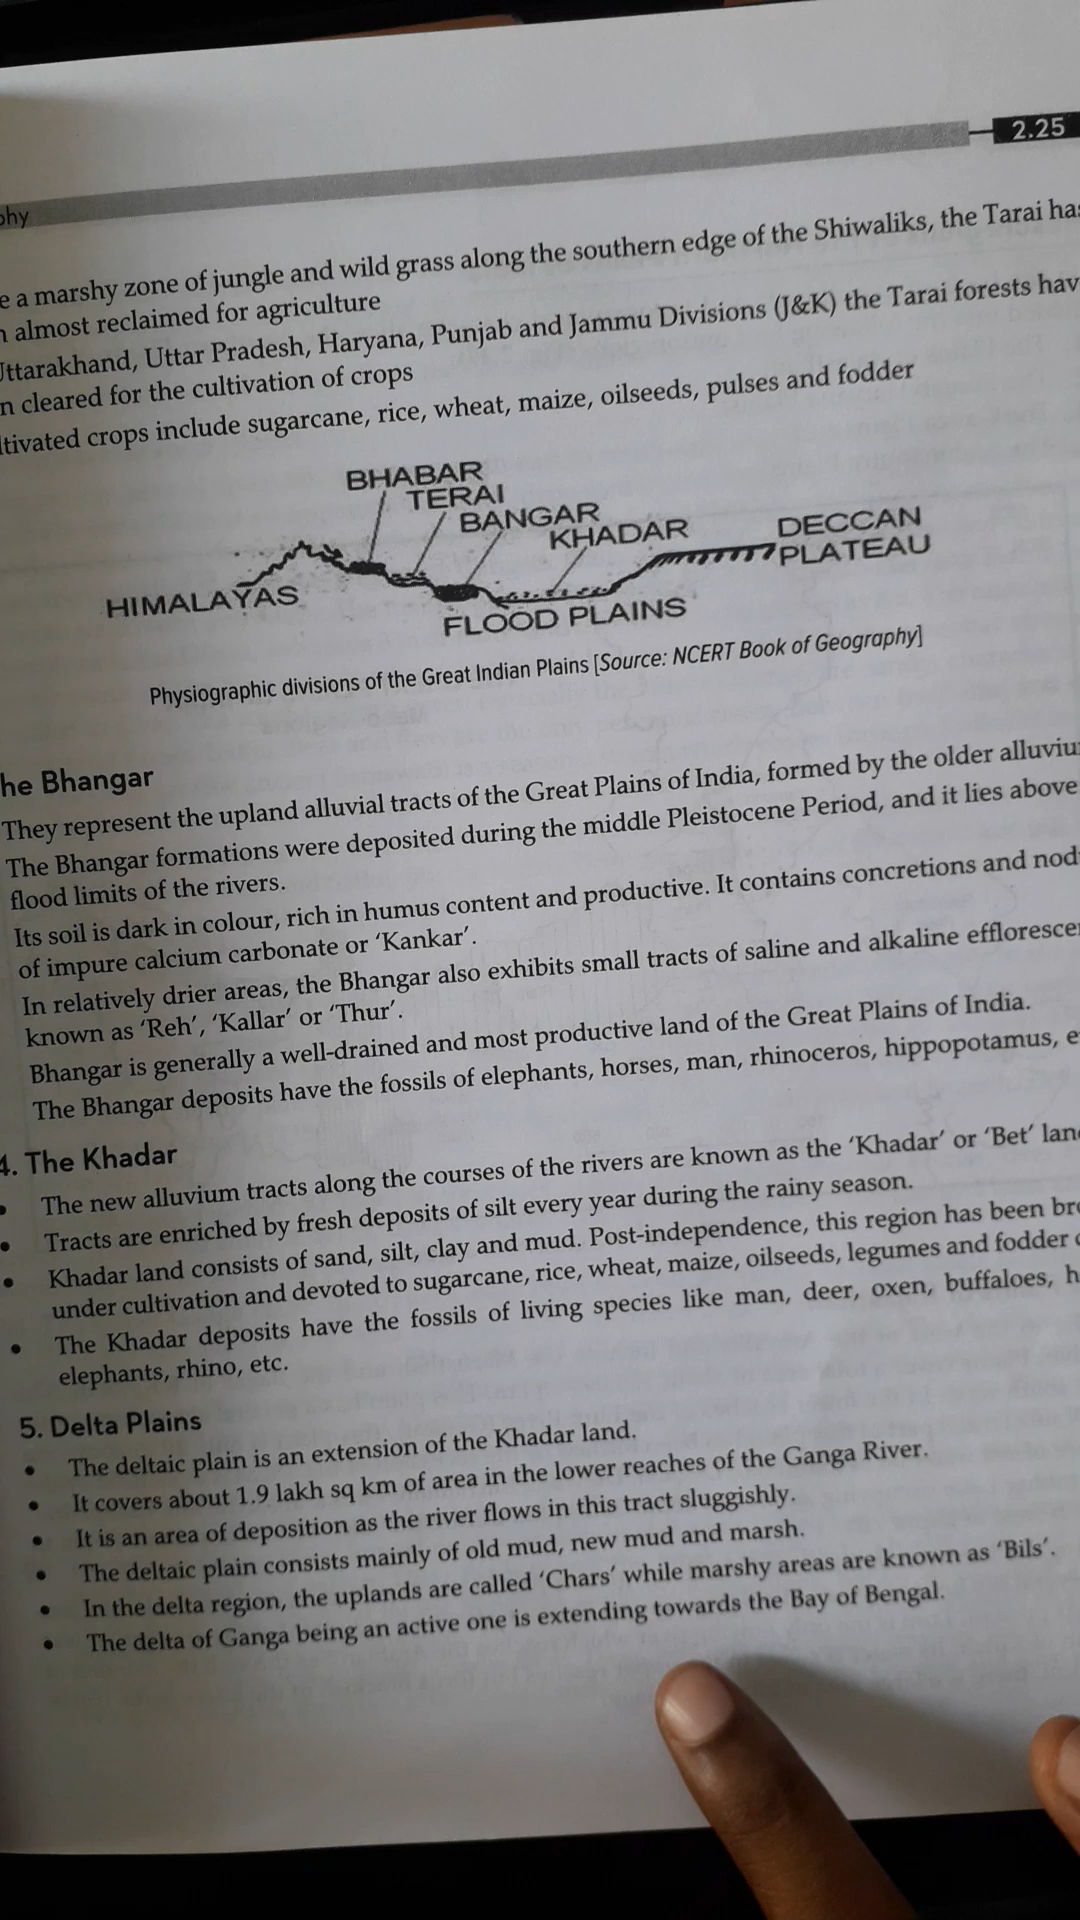 2.25
phy
a marshy zone of jungle and wild grass along the southern edge of the Shiwaliks, the Tarai has
almost reclaimed for agriculture
Uttarakhand, Uttar Pradesh, Haryana, Punjab and Jammu Divisions (J&K) the Tarai forests hav
n cleared for the cultivation of crops
ltivated crops include sugarcane, rice, wheat, maize, oilseeds, pulses and fodder
BHABAR
TERAI
BANGAR
KHADAR
DECCAN
PLATEAU
HIMALAYAS
FLOOD PLAINS
Physiographic divisions of the Great Indian Plains [Source: NCERT Book of Geography]
he Bhangar
They represent the upland alluvial tracts of the Great Plains of India, formed by the older alluviu
The Bhangar formations were deposited during the middle Pleistocene Period, and it lies above
flood limits of the rivers.
Its soil is dark in colour, rich in humus content and productive. It contains concretions and nod
of impure calcium carbonate or 'Kankar'.
In relatively drier areas, the Bhangar also exhibits small tracts of saline and alkaline effloresce
known as 'Reh', 'Kallar' or 'Thur'.
Bhangar is generally a well-drained and most productive land of the Great Plains of India.
The Bhangar deposits have the fossils of elephants, horses, man, rhinoceros, hippopotamus, e
4. The Khadar
• The new alluvium tracts along the courses of the rivers are known as the 'Khadar' or 'Bet' lan
• Tracts are enriched by fresh deposits of silt every year during the rainy season.
• Khadar land consists of sand, silt, clay and mud. Post-independence, this region has been bro
under cultivation and devoted to sugarcane, rice, wheat, maize, oilseeds, legumes and fodder c
• The Khadar deposits have the fossils of living species like man, deer, oxen, buffaloes, h
elephants, rhino, etc.
5. Delta Plains
• The deltaic plain is an extension of the Khadar land.
• It covers about 1.9 lakh sq km of area in the lower reaches of the Ganga River.
• It is an area of deposition as the river flows in this tract sluggishly.
• The deltaic plain consists mainly of old mud, new mud and marsh.
• In the delta region, the uplands are called 'Chars' while marshy areas are known as 'Bils'.
• The delta of Ganga being an active one is extending towards the Bay of Bengal.